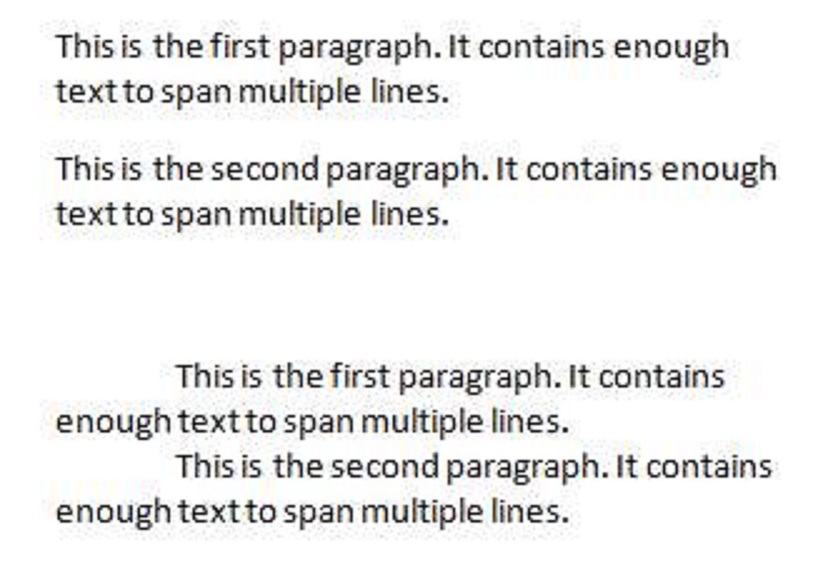 This is the first paragraph. It contains enough
text to span multiple lines.
This is the second paragraph. It contains enough
text to span multiple lines.
This is the first paragraph. It contains
enough text to span multiple lines.
This is the second paragraph. It contains
enough text to span multiple lines.